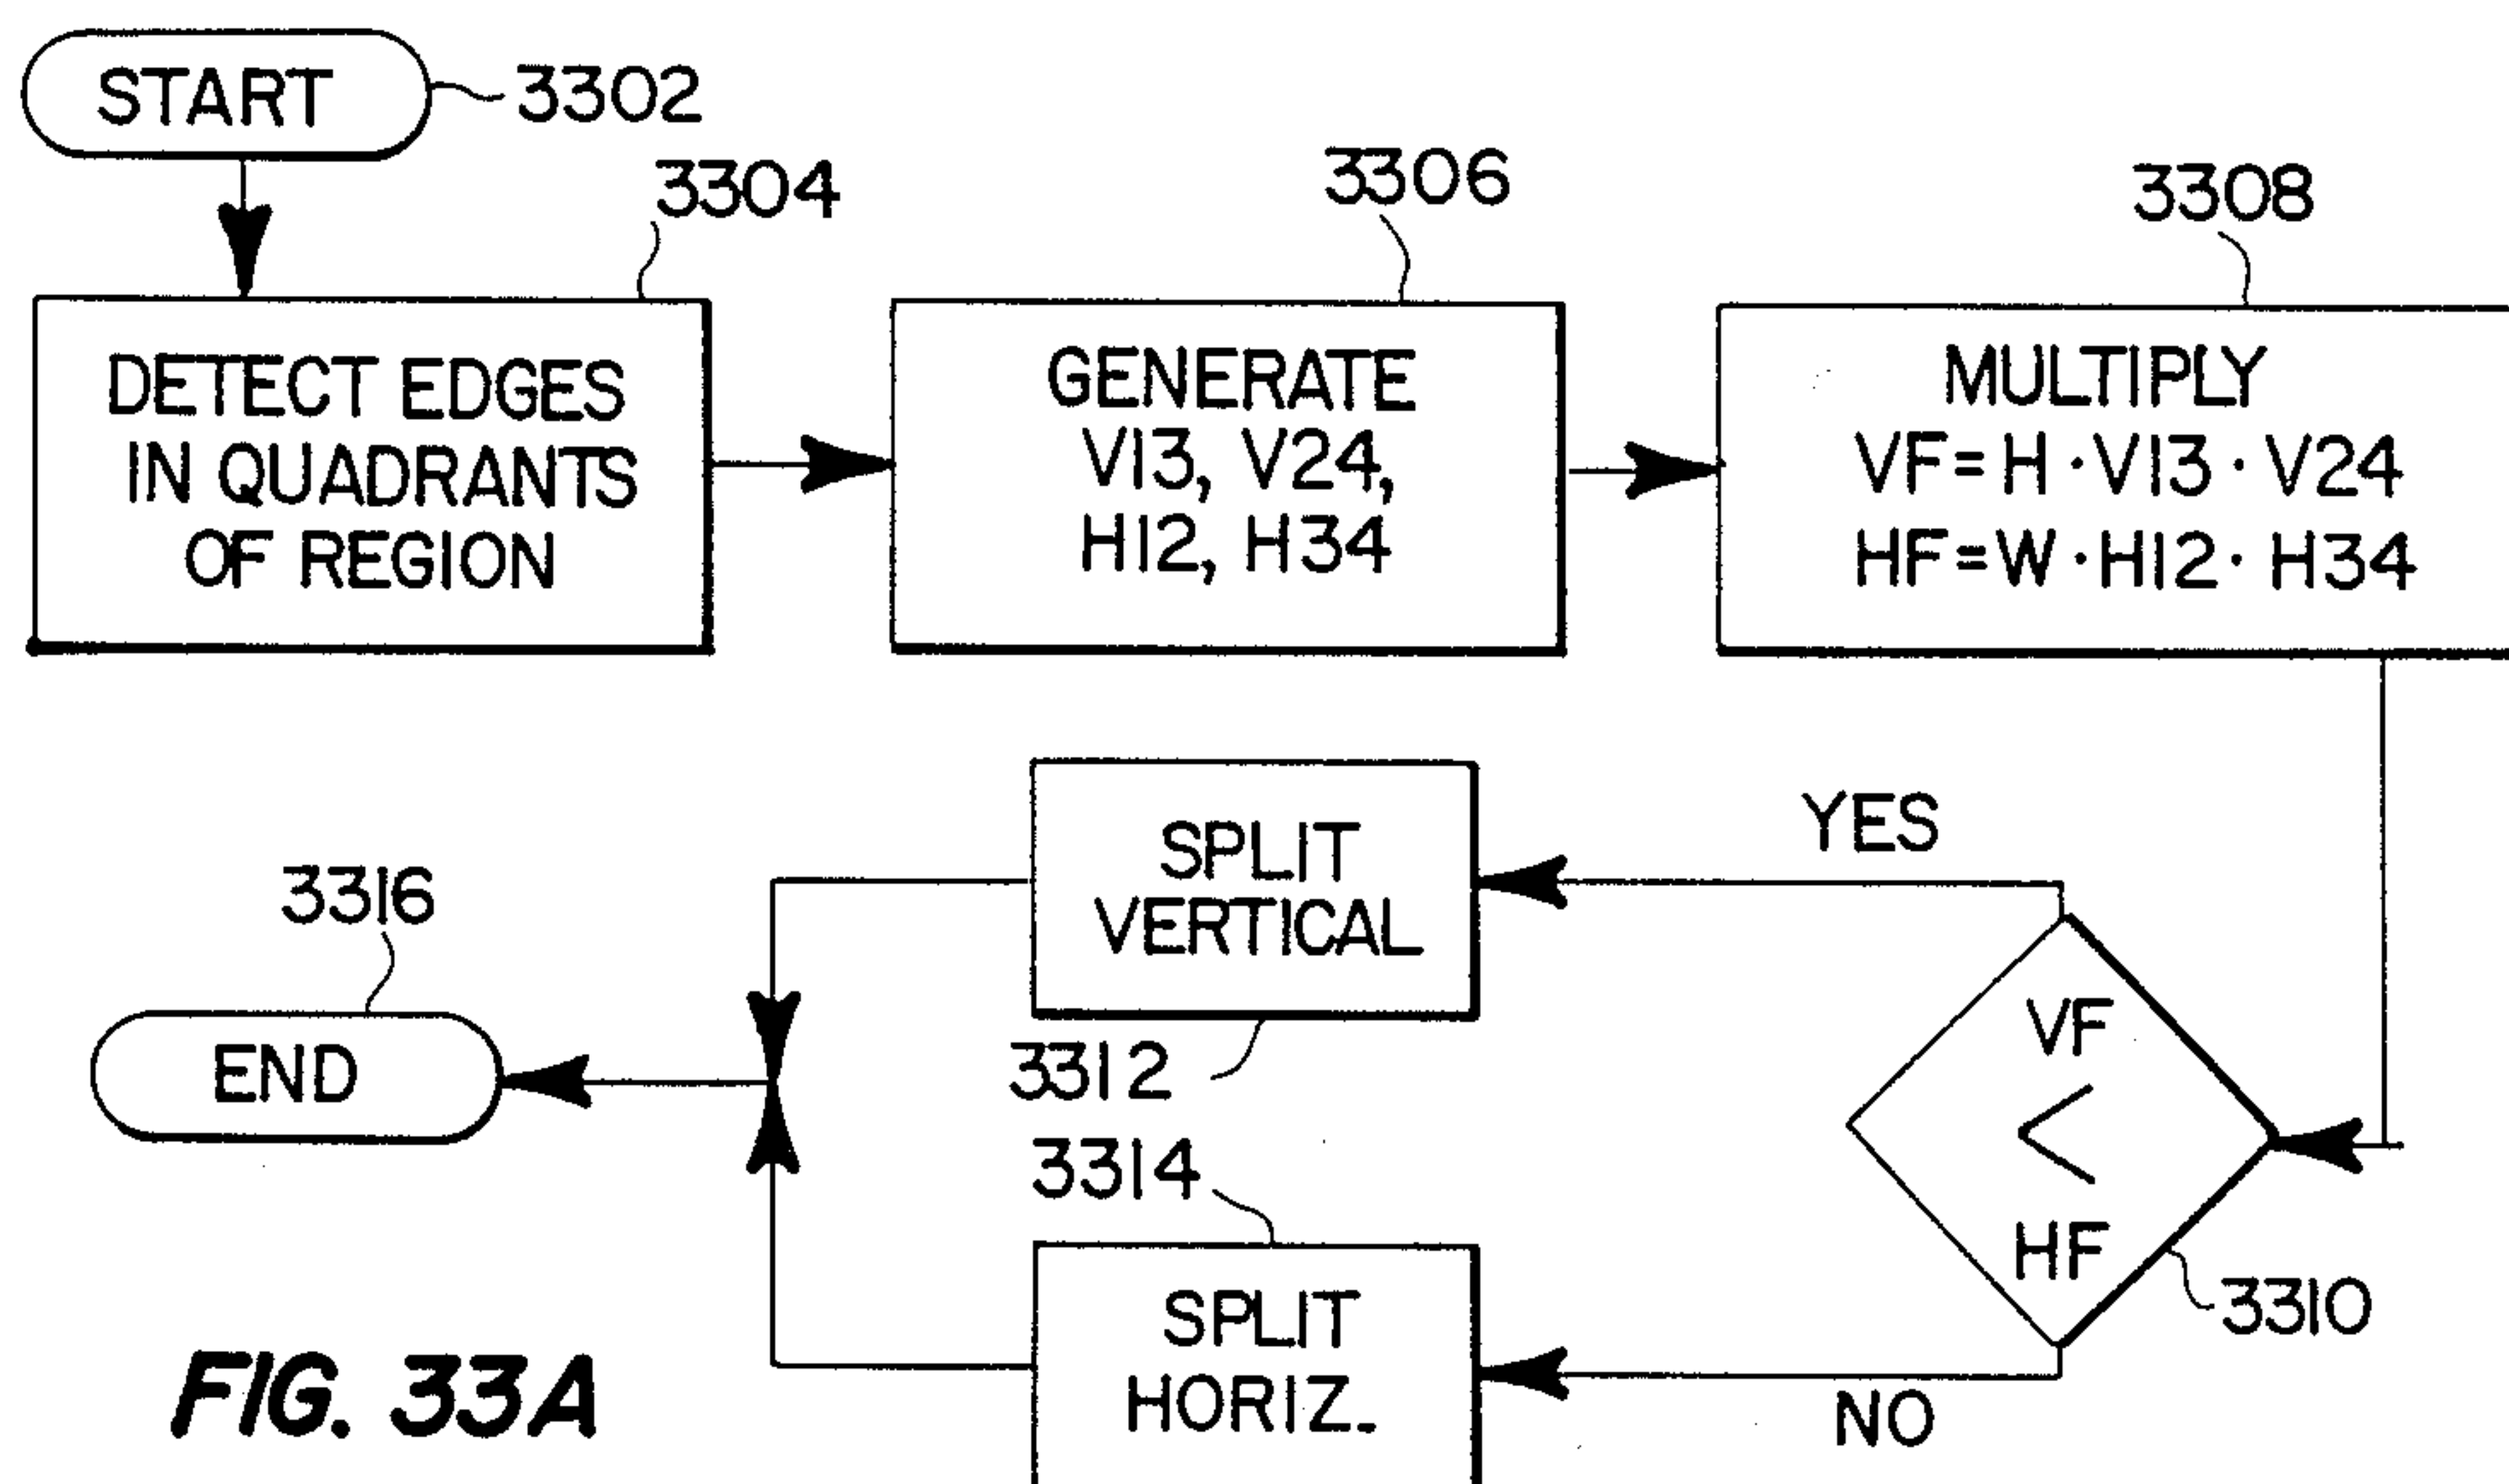 START
3302
3304
DETECT EDGES
IN QUADRANTS
OF REGION
3306
GENERATE
V13, V24,
H12, H34
3308
MULTIPLY
VF=H·V13·V24
HF=W·H12·H34
VF
<
HF
3310
YES
SPLIT
VERTICAL
3312
NO
3314
SPLIT
HORIZ.
3316
END
FIG. 33A